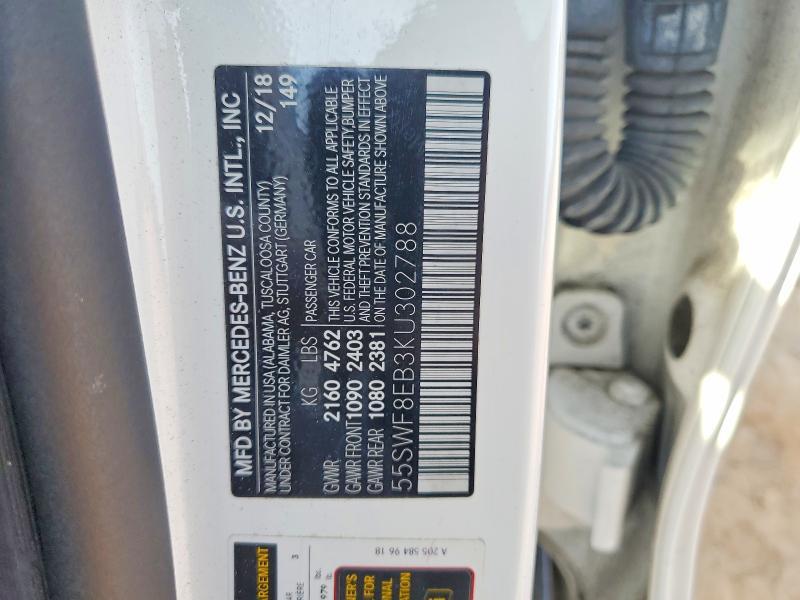 MFD BY MERCEDES-BENZ U.S. INTL., INC
MANUFACTURED IN USA (ALABAMA, TUSCALOOSA COUNTY) 12/18
UNDER CONTRACT FOR DAIMLER AG, STUTTGART (GERMANY) 149
KG LBS PASSENGER CAR
GVWR 2160 4762 THIS VEHICLE CONFORMS TO ALL APPLICABLE
GAWR FRONT 1090 2403 U.S. FEDERAL MOTOR VEHICLE SAFETY,BUMPER
AND THEFT PREVENTION STANDARDS IN EFFECT
GAWR REAR 1080 2381 ON THE DATE OF MANUFACTURE SHOWN ABOVE
55SWF8EB3KU302788
A 205 584 96 18
3